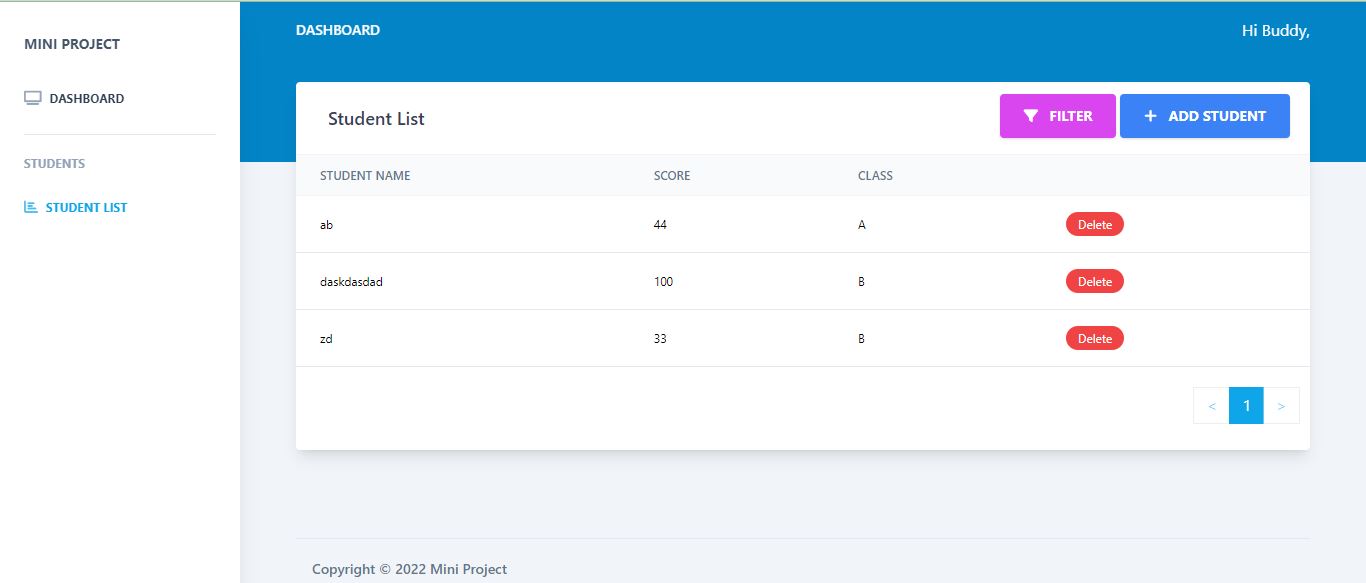 MINI PROJECT
DASHBOARD
STUDENTS
STUDENT LIST
DASHBOARD
Hi Buddy,
Student List
FILTER
+ ADD STUDENT
STUDENT NAME SCORE CLASS
ab 44 A Delete
daskdasdad 100 B Delete
zd 33 B Delete
< 1 >
Copyright © 2022 Mini Project